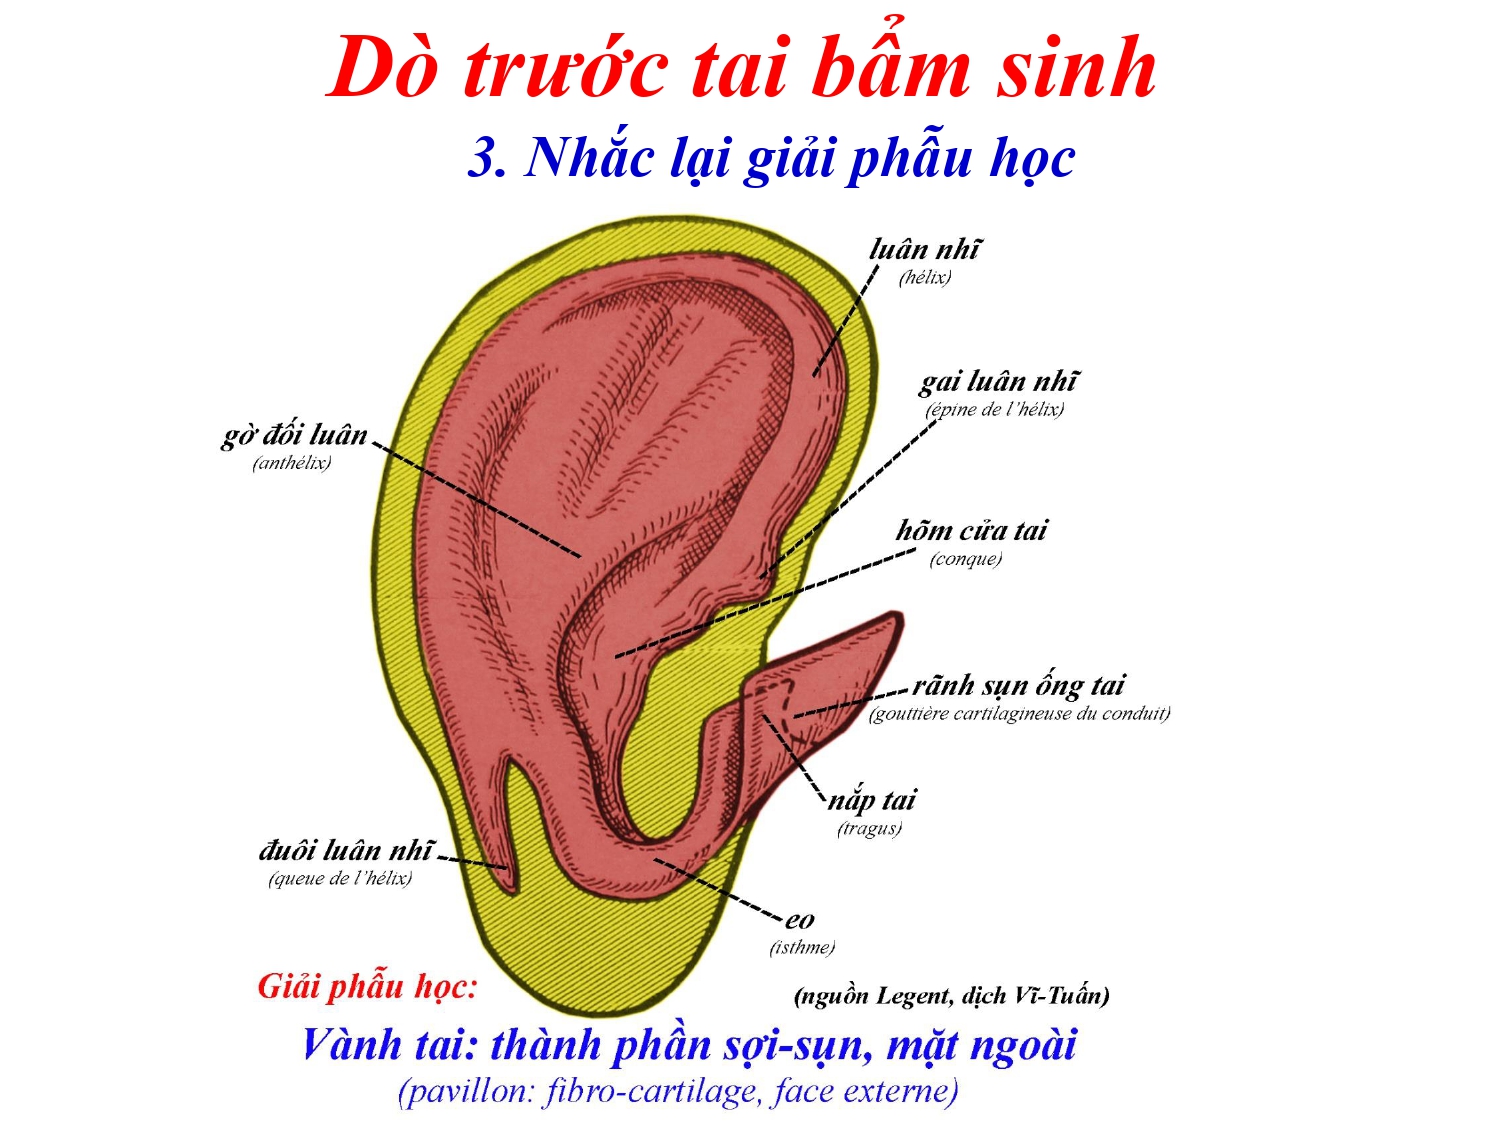 Dò trước tai bẩm sinh
3. Nhắc lại giải phẫu học
luân nhĩ
(hélix)
gai luân nhĩ
(épine de l'hélix)
gờ đối luân
(anthélix)
hõm cửa tai
(conque)
rãnh sụn ống tai
(gouttière cartilagineuse du conduit)
nắp tai
(tragus)
đuôi luân nhĩ
(queue de l'hélix)
eo
(isthme)
Giải phẫu học:
(nguồn Legent, dịch Vĩ-Tuấn)
Vành tai: thành phần sợi-sụn, mặt ngoài
(pavillon: fibro-cartilage, face externe)